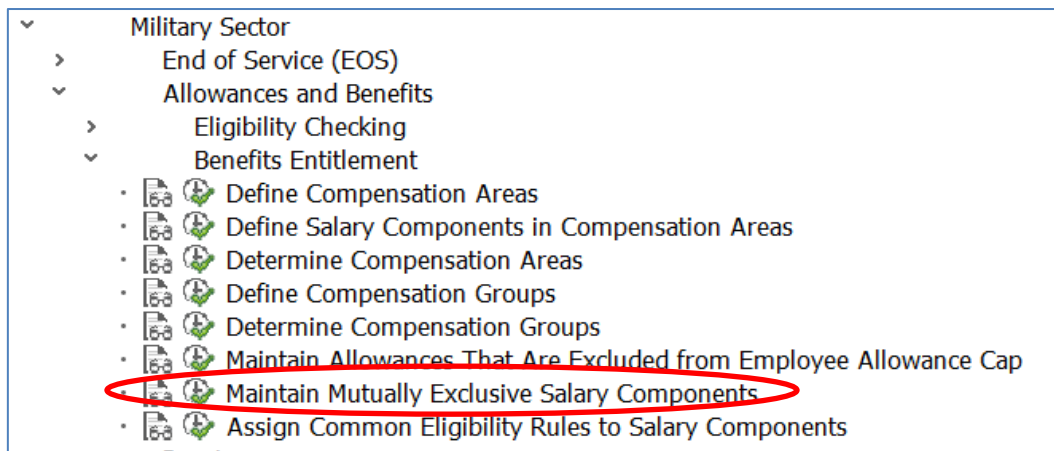 Military Sector
End of Service (EOS)
Allowances and Benefits
Eligibility Checking
Benefits Entitlement
Define Compensation Areas
Define Salary Components in Compensation Areas
Determine Compensation Areas
Define Compensation Groups
Determine Compensation Groups
Maintain Allowances That Are Excluded from Employee Allowance Cap
Maintain Mutually Exclusive Salary Components
Assign Common Eligibility Rules to Salary Components